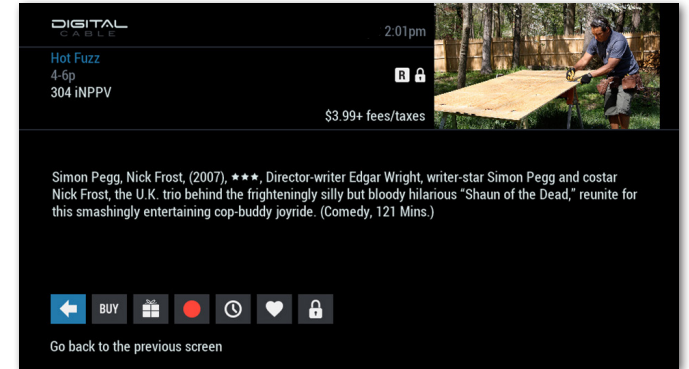 DIGITAL
CABLE
2:01pm
Hot Fuzz
4-6p
R
304 iNPPV
$3.99+ fees/taxes
Simon Pegg, Nick Frost, (2007), ★★★, Director-writer Edgar Wright, writer-star Simon Pegg and costar
Nick Frost, the U.K. trio behind the frighteningly silly but bloody hilarious “Shaun of the Dead,” reunite for
this smashingly entertaining cop-buddy joyride. (Comedy, 121 Mins.)
BUY
Go back to the previous screen